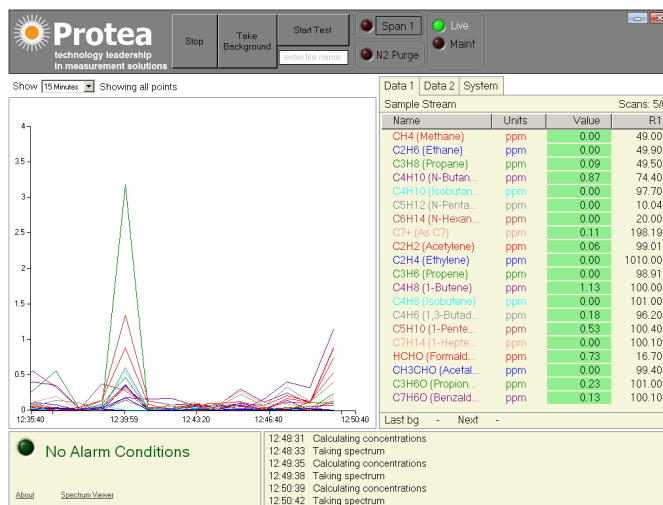 Protea
technology leadership
in measurement solutions
Stop
Take
Background
Start Test
enter file name
Span 1
N2 Purge
Live
Maint
Show 15 Minutes Showing all points
4
3.5
3
2.5
2
1.5
1
0.5
0
12:35:40 12:39:59 12:43:20 12:46:40 12:50:40
Data 1 Data 2 System
Sample Stream Scans: 5/
Name Units Value R1
CH4 (Methane) ppm 0.00 49.00
C2H6 (Ethane) ppm 0.00 49.90
C3H8 (Propane) ppm 0.09 49.50
C4H10 (N-Butan... ppm 0.87 74.40
C4H10 (Isobutan... ppm 0.00 97.70
C5H12 (N-Penta... ppm 0.00 10.04
C6H14 (N-Hexan... ppm 0.00 20.00
C7+ (As C7) ppm 0.11 198.19
C2H2 (Acetylene) ppm 0.06 99.01
C2H4 (Ethylene) ppm 0.00 1010.00
C3H6 (Propene) ppm 0.00 98.91
C4H8 (1-Butene) ppm 1.13 100.00
C4H8 (Isobutene) ppm 0.00 101.00
C4H6 (1,3-Butad... ppm 0.18 96.20
C5H10 (1-Pente... ppm 0.53 100.40
C7H14 (1-Hepte... ppm 0.00 100.10
HCHO (Formald... ppm 0.73 16.70
CH3CHO (Acetal... ppm 0.00 99.40
C3H6O (Propion... ppm 0.23 101.00
C7H6O (Benzald... ppm 0.13 100.10
Last bg - Next -
No Alarm Conditions
About Spectrum Viewer
12:48:31 Calculating concentrations
12:48:33 Taking spectrum
12:49:35 Calculating concentrations
12:49:38 Taking spectrum
12:50:39 Calculating concentrations
12:50:42 Taking spectrum